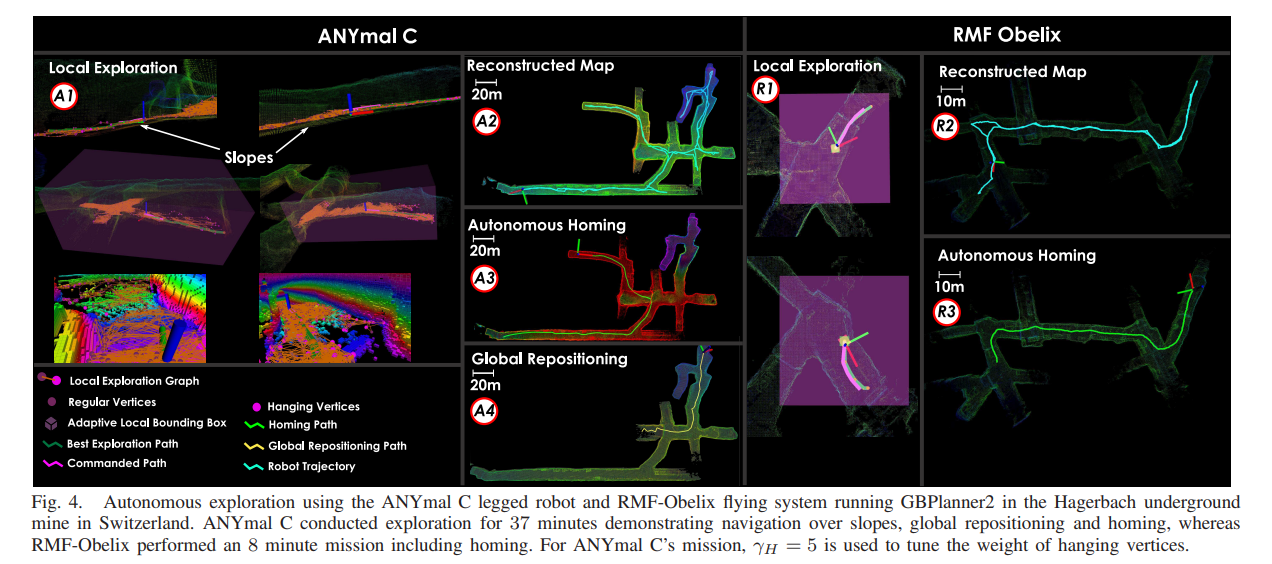 ANYmal C
RMF Obelix
Local Exploration
A1
Slopes
Reconstructed Map
20m
A2
Autonomous Homing
20m
A3
Global Repositioning
20m
A4
Local Exploration
R1
Reconstructed Map
10m
R2
Autonomous Homing
10m
R3
Local Exploration Graph
Regular Vertices
Adaptive Local Bounding Box
Best Exploration Path
Commanded Path
Hanging Vertices
Homing Path
Global Repositioning Path
Robot Trajectory
Fig. 4. Autonomous exploration using the ANYmal C legged robot and RMF-Obelix flying system running GBPlanner2 in the Hagerbach underground
mine in Switzerland. ANYmal C conducted exploration for 37 minutes demonstrating navigation over slopes, global repositioning and homing, whereas
RMF-Obelix performed an 8 minute mission including homing. For ANYmal C's mission, γH = 5 is used to tune the weight of hanging vertices.